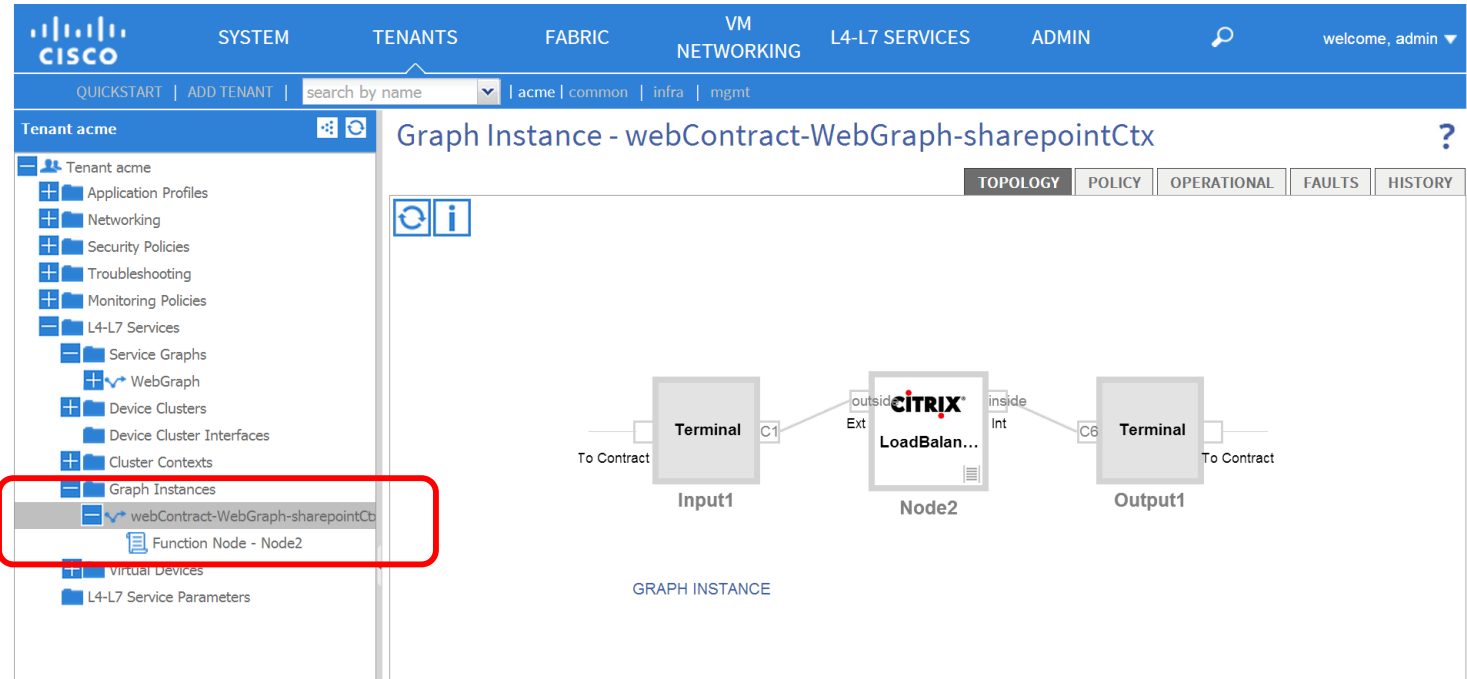 CISCO
SYSTEM
TENANTS
FABRIC
VM
NETWORKING
L4-L7 SERVICES
ADMIN
welcome, admin
QUICKSTART | ADD TENANT | search by name | acme | common | infra | mgmt
Tenant acme
Graph Instance - webContract-WebGraph-sharepointCtx
?
TOPOLOGY
POLICY
OPERATIONAL
FAULTS
HISTORY
i
Tenant acme
Application Profiles
Networking
Security Policies
Troubleshooting
Monitoring Policies
L4-L7 Services
Service Graphs
WebGraph
Device Clusters
Device Cluster Interfaces
Cluster Contexts
Graph Instances
webContract-WebGraph-sharepointCt
Function Node - Node2
Virtual Devices
L4-L7 Service Parameters
To Contract
Terminal
C1
Input1
outside
Ext
CİTRIX
LoadBalan...
inside
Int
Node2
C6
Terminal
To Contract
Output1
GRAPH INSTANCE